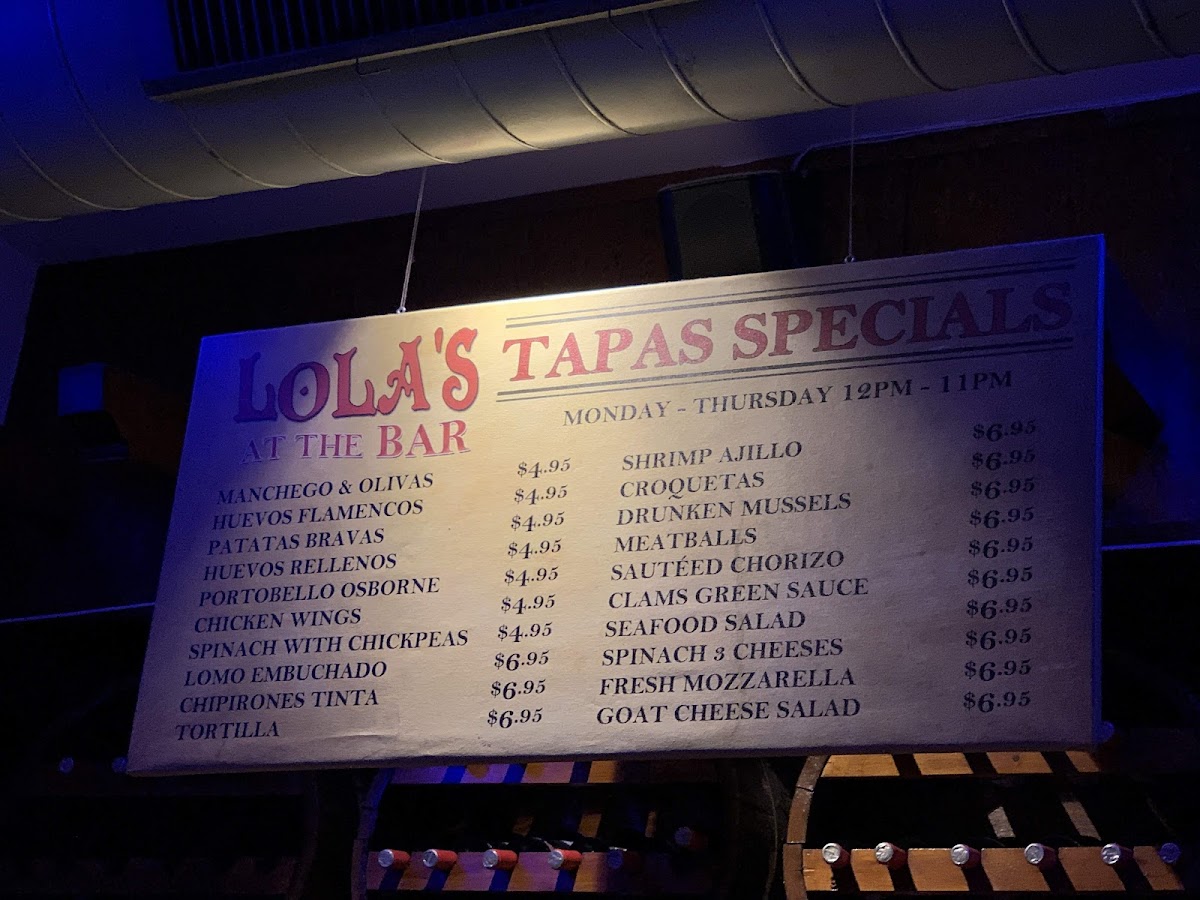 LOLA'S
AT THE BAR
TAPAS SPECIALS
MONDAY - THURSDAY 12PM - 11PM
MANCHEGO & OLIVAS $4.95
HUEVOS FLAMENCOS $4.95
PATATAS BRAVAS $4.95
HUEVOS RELLENOS $4.95
PORTOBELLO OSBORNE $4.95
CHICKEN WINGS $4.95
SPINACH WITH CHICKPEAS $4.95
LOMO EMBUCHADO $6.95
CHIPIRONES TINTA $6.95
TORTILLA $6.95
SHRIMP AJILLO $6.95
CROQUETAS $6.95
DRUNKEN MUSSELS $6.95
MEATBALLS $6.95
SAUTÉED CHORIZO $6.95
CLAMS GREEN SAUCE $6.95
SEAFOOD SALAD $6.95
SPINACH 3 CHEESES $6.95
FRESH MOZZARELLA $6.95
GOAT CHEESE SALAD $6.95